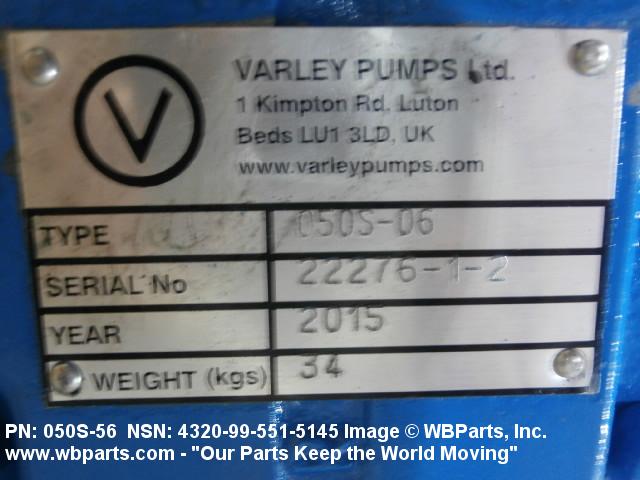 V
VARLEY PUMPS Ltd.
1 Kimpton Rd, Luton
Beds LU1 3LD, UK
www.varleypumps.com
TYPE 050S-06
SERIAL No 22276-1-2
YEAR 2015
WEIGHT (kgs) 34
PN: 050S-56 NSN: 4320-99-551-5145 Image © WBParts, Inc.
www.wbparts.com - "Our Parts Keep the World Moving"